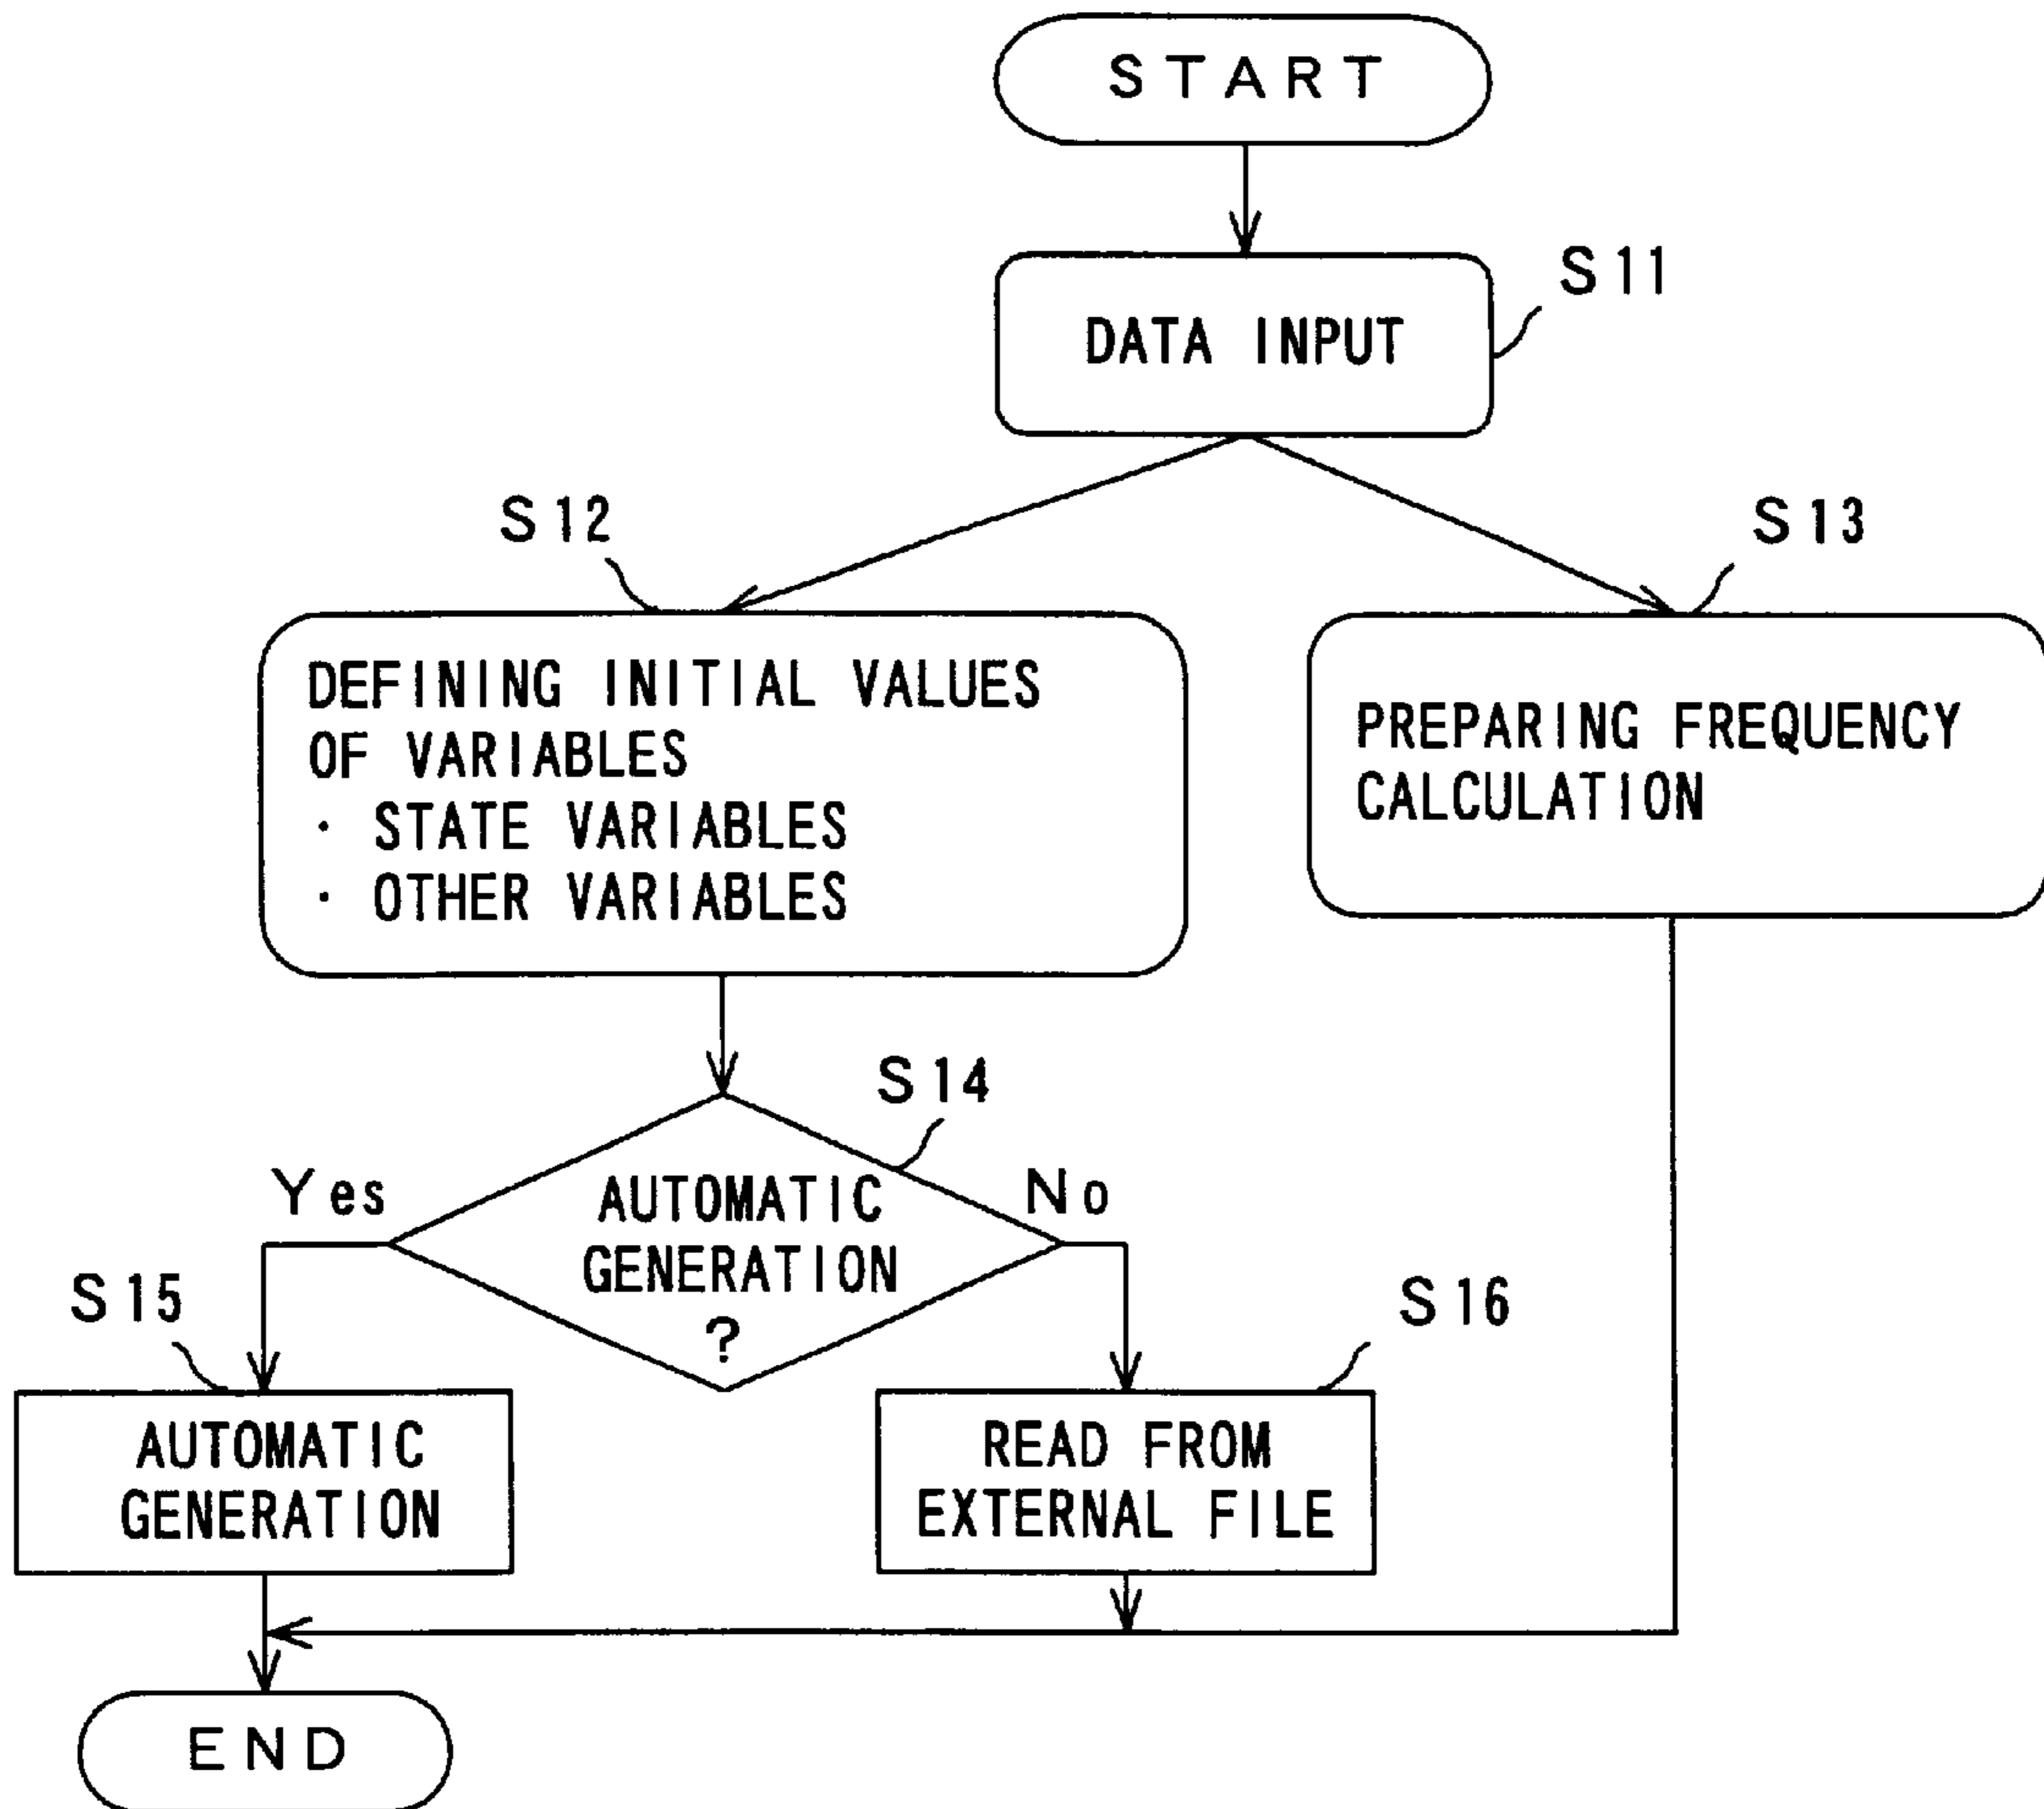 START
S11
DATA INPUT
S12
S13
DEFINING INITIAL VALUES
OF VARIABLES
· STATE VARIABLES
· OTHER VARIABLES
PREPARING FREQUENCY
CALCULATION
S14
Yes
AUTOMATIC
GENERATION
?
No
S15
S16
AUTOMATIC
GENERATION
READ FROM
EXTERNAL FILE
END